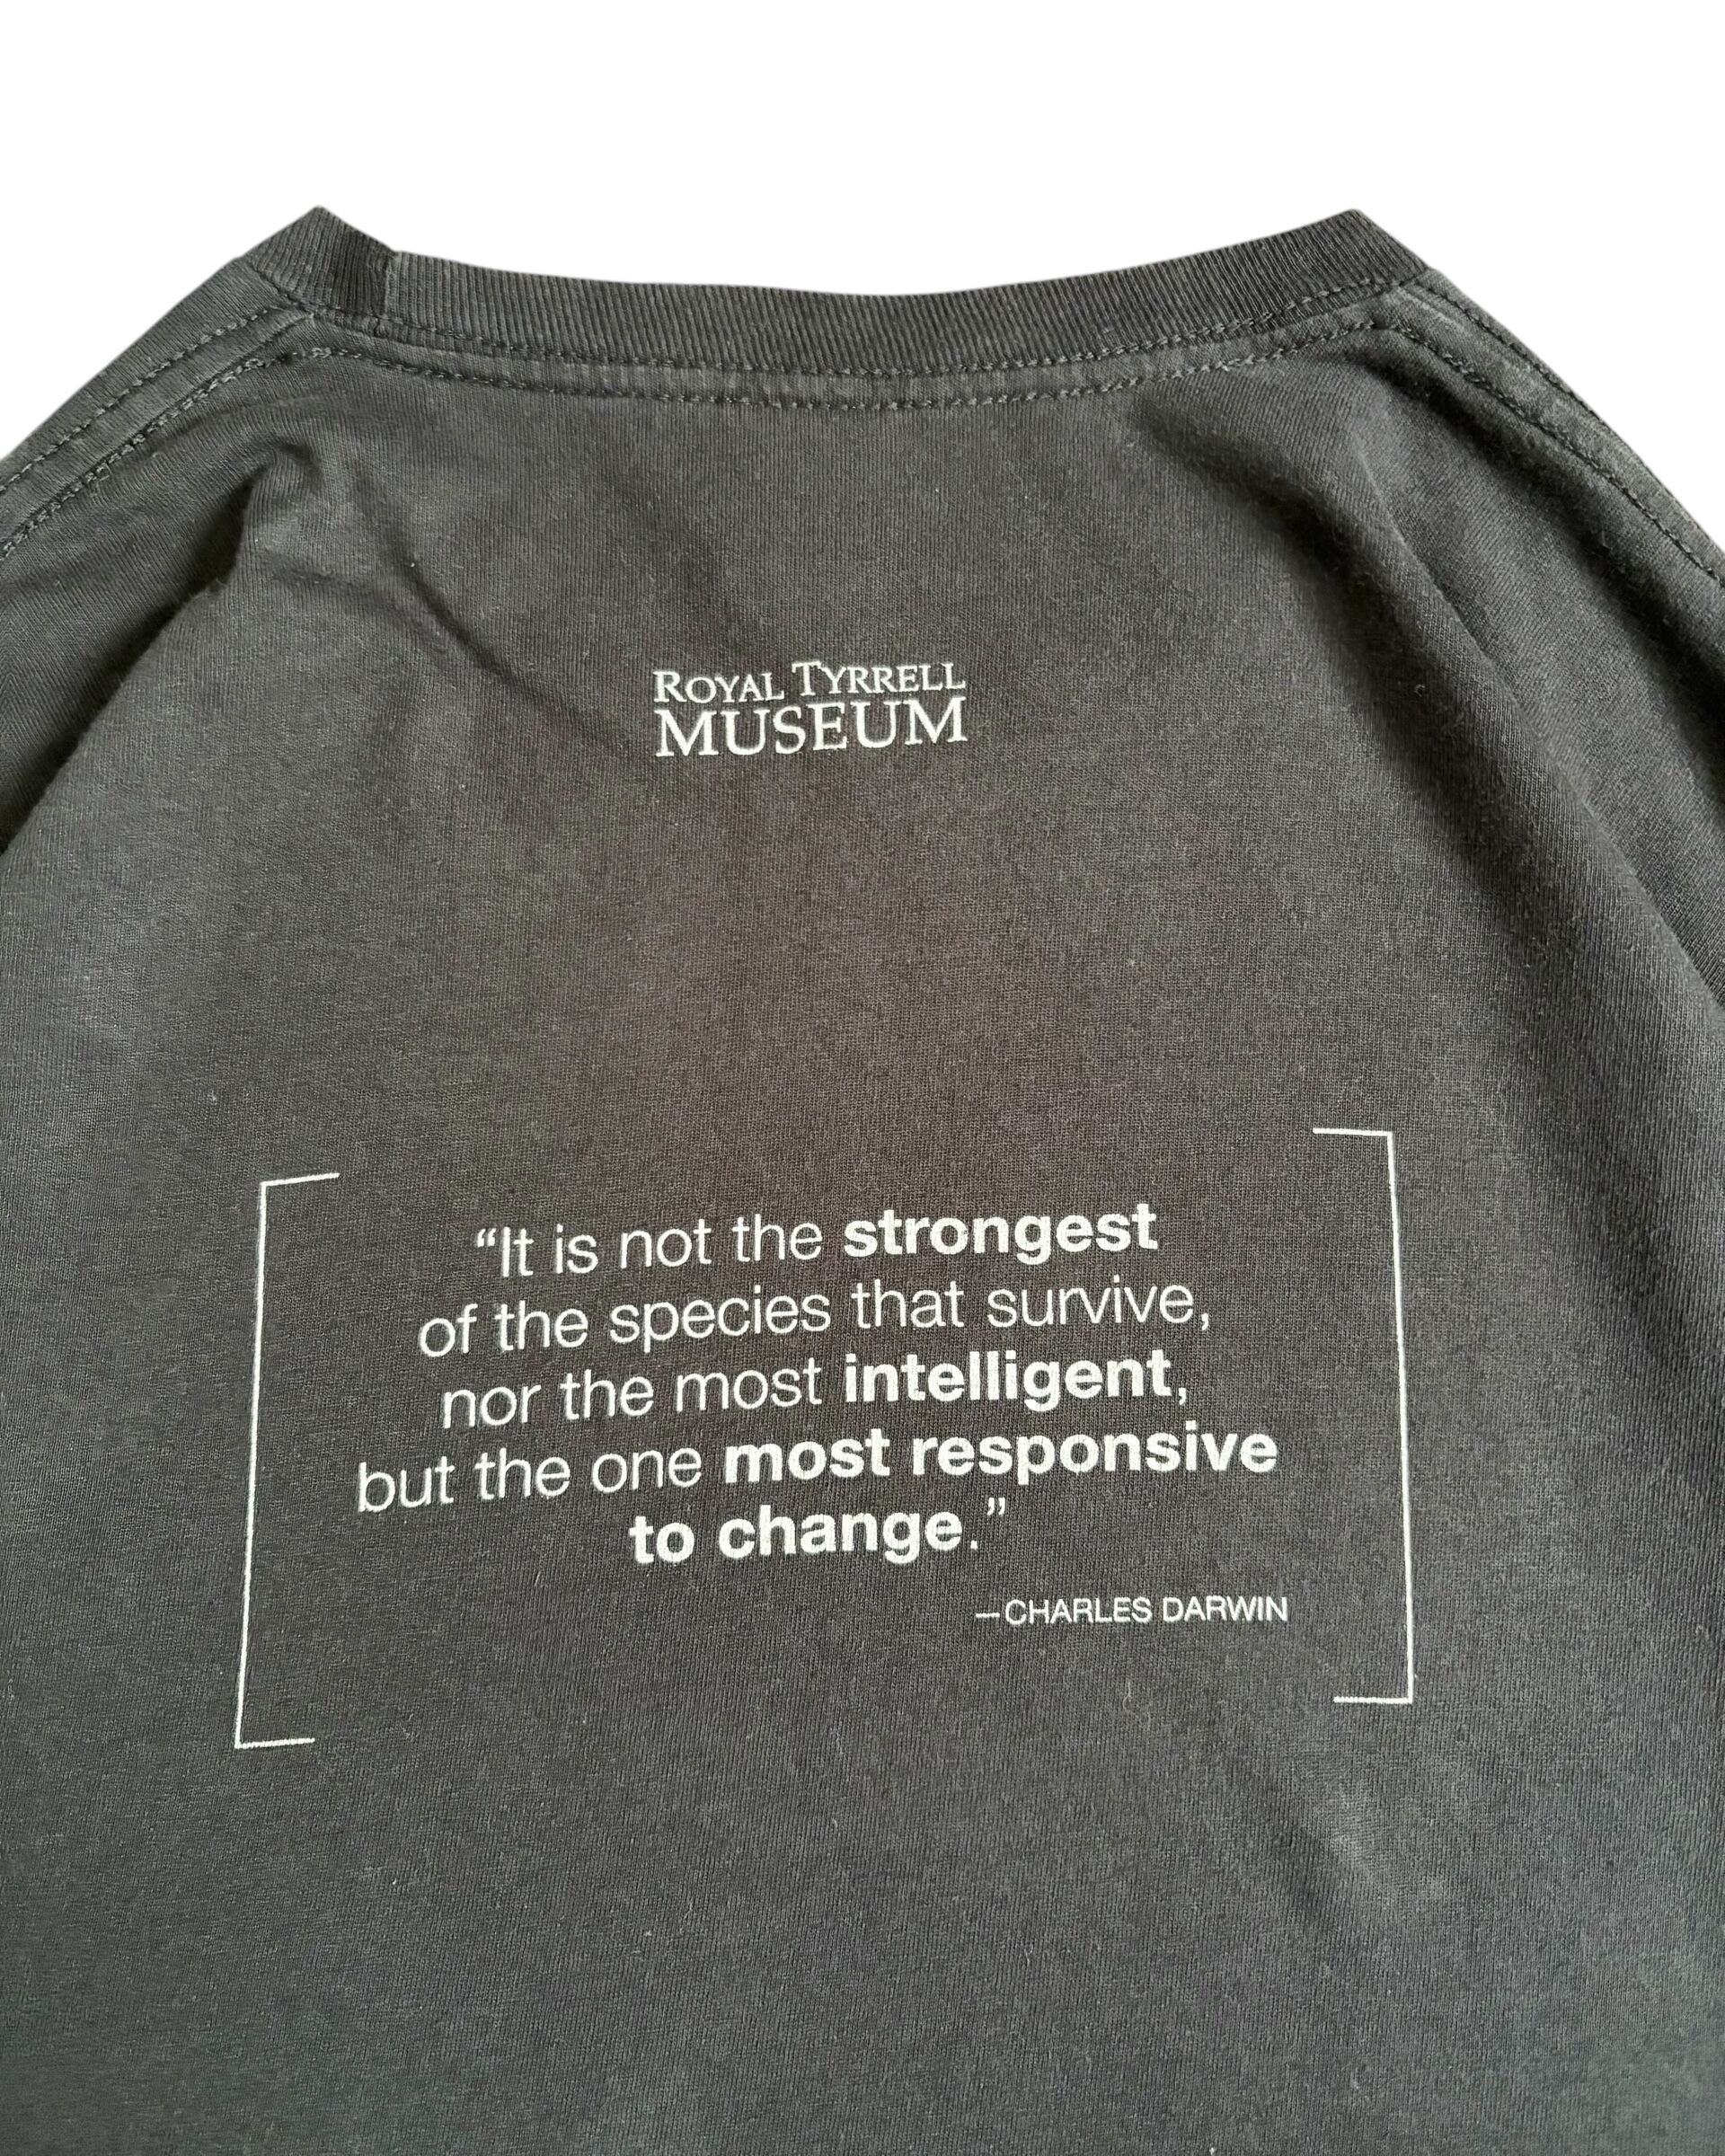 ROYAL TYRRELL
MUSEUM
“It is not the strongest
of the species that survive,
nor the most intelligent,
but the one most responsive
to change.”
—CHARLES DARWIN